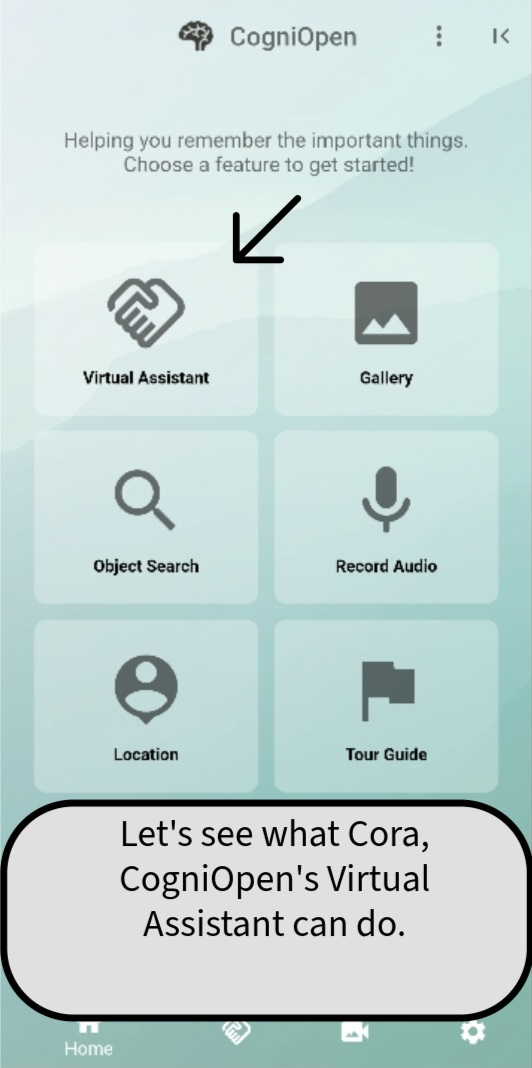 CogniOpen
Helping you remember the important things.
Choose a feature to get started!
Virtual Assistant
Gallery
Object Search
Record Audio
Location
Tour Guide
Let's see what Cora,
CogniOpen's Virtual
Assistant can do.
Home